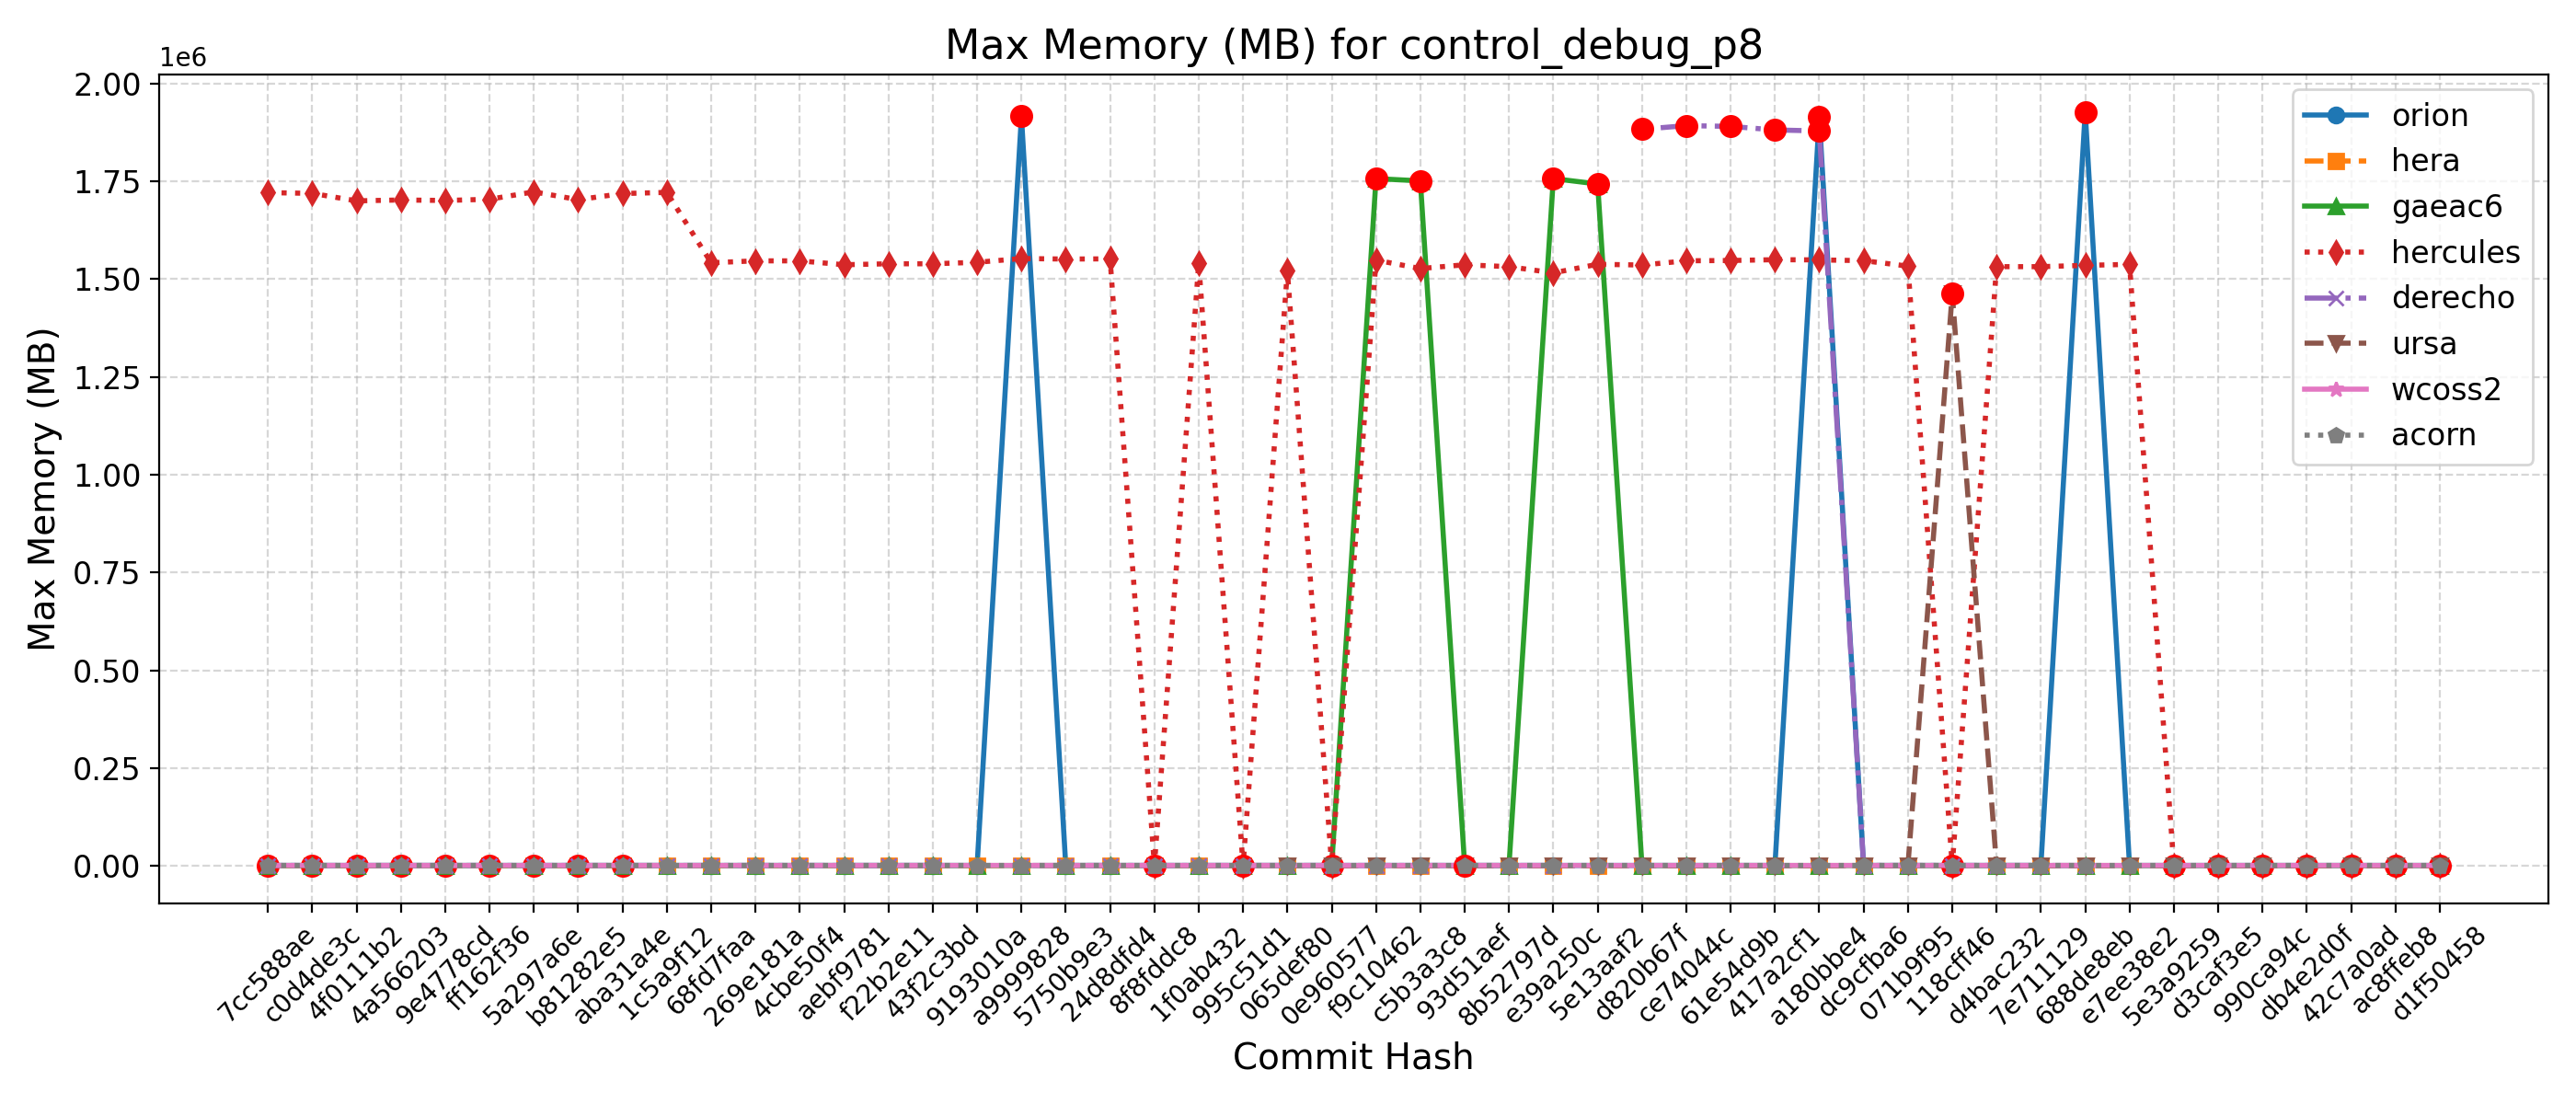 Max Memory (MB) for control_debug_p8
1e6
2.00
1.75
1.50
1.25
1.00
0.75
0.50
0.25
0.00
Max Memory (MB)
orion
hera
gaeac6
hercules
derecho
ursa
wcoss2
acorn
7cc588ae
c0d4de3c
4f0111b2
4a566203
9e4778cd
ff162f36
5a297a6e
b81282e5
aba31a4e
1c5a9f12
68fd7faa
269e181a
4cbe50f4
aebf9781
f22b2e11
43f2c3bd
9193010a
a9999828
5750b9e3
24d8dfd4
8f8fddc8
1f0ab432
995c51d1
065def80
0e960577
f9c10462
c5b3a3c8
93d51aef
8b52797d
e39a250c
5e13aaf2
d820b67f
ce74044c
61e54d9b
417a2cf1
a180bbe4
dc9cfba6
071b9f95
118cff46
d4bac232
7e711129
688de8eb
e7ee38e2
5e3a9259
d3caf3e5
990ca94c
db4e2d0f
42c7a0ad
ac8ffeb8
d1f50458
Commit Hash